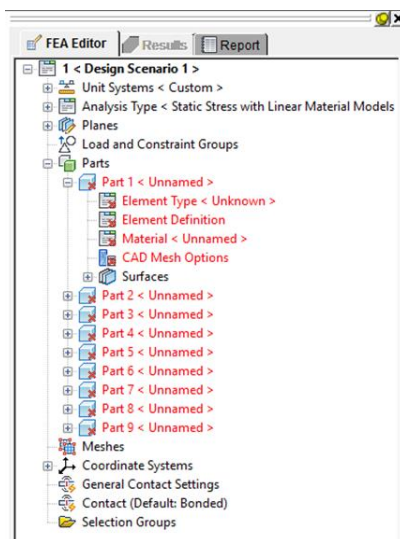 FEA Editor Results Report
1 < Design Scenario 1 >
Unit Systems < Custom >
Analysis Type < Static Stress with Linear Material Models
Planes
Load and Constraint Groups
Parts
Part 1 < Unnamed >
Element Type < Unknown >
Element Definition
Material < Unnamed >
CAD Mesh Options
Surfaces
Part 2 < Unnamed >
Part 3 < Unnamed >
Part 4 < Unnamed >
Part 5 < Unnamed >
Part 6 < Unnamed >
Part 7 < Unnamed >
Part 8 < Unnamed >
Part 9 < Unnamed >
Meshes
Coordinate Systems
General Contact Settings
Contact (Default: Bonded)
Selection Groups